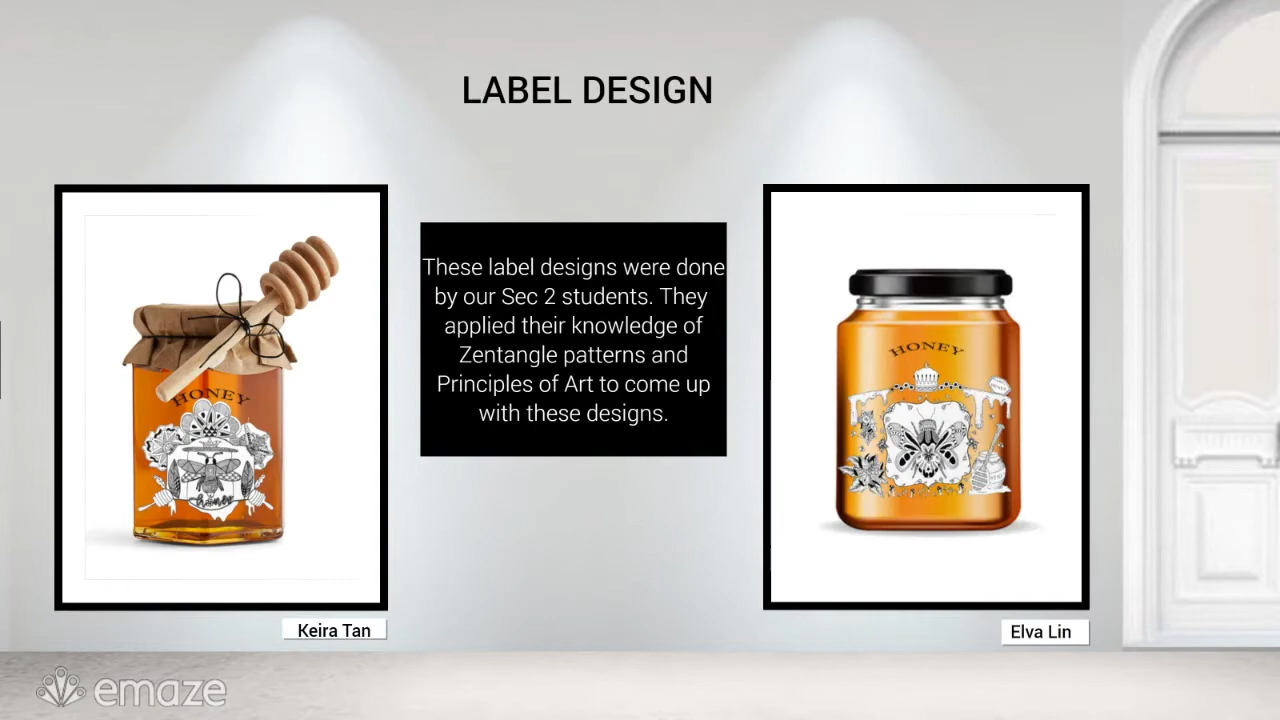 LABEL DESIGN
These label designs were done
by our Sec 2 students. They
applied their knowledge of
Zentangle patterns and
Principles of Art to come up
with these designs.
HONEY
honey
HONEY
Keira Tan
Elva Lin
emaze